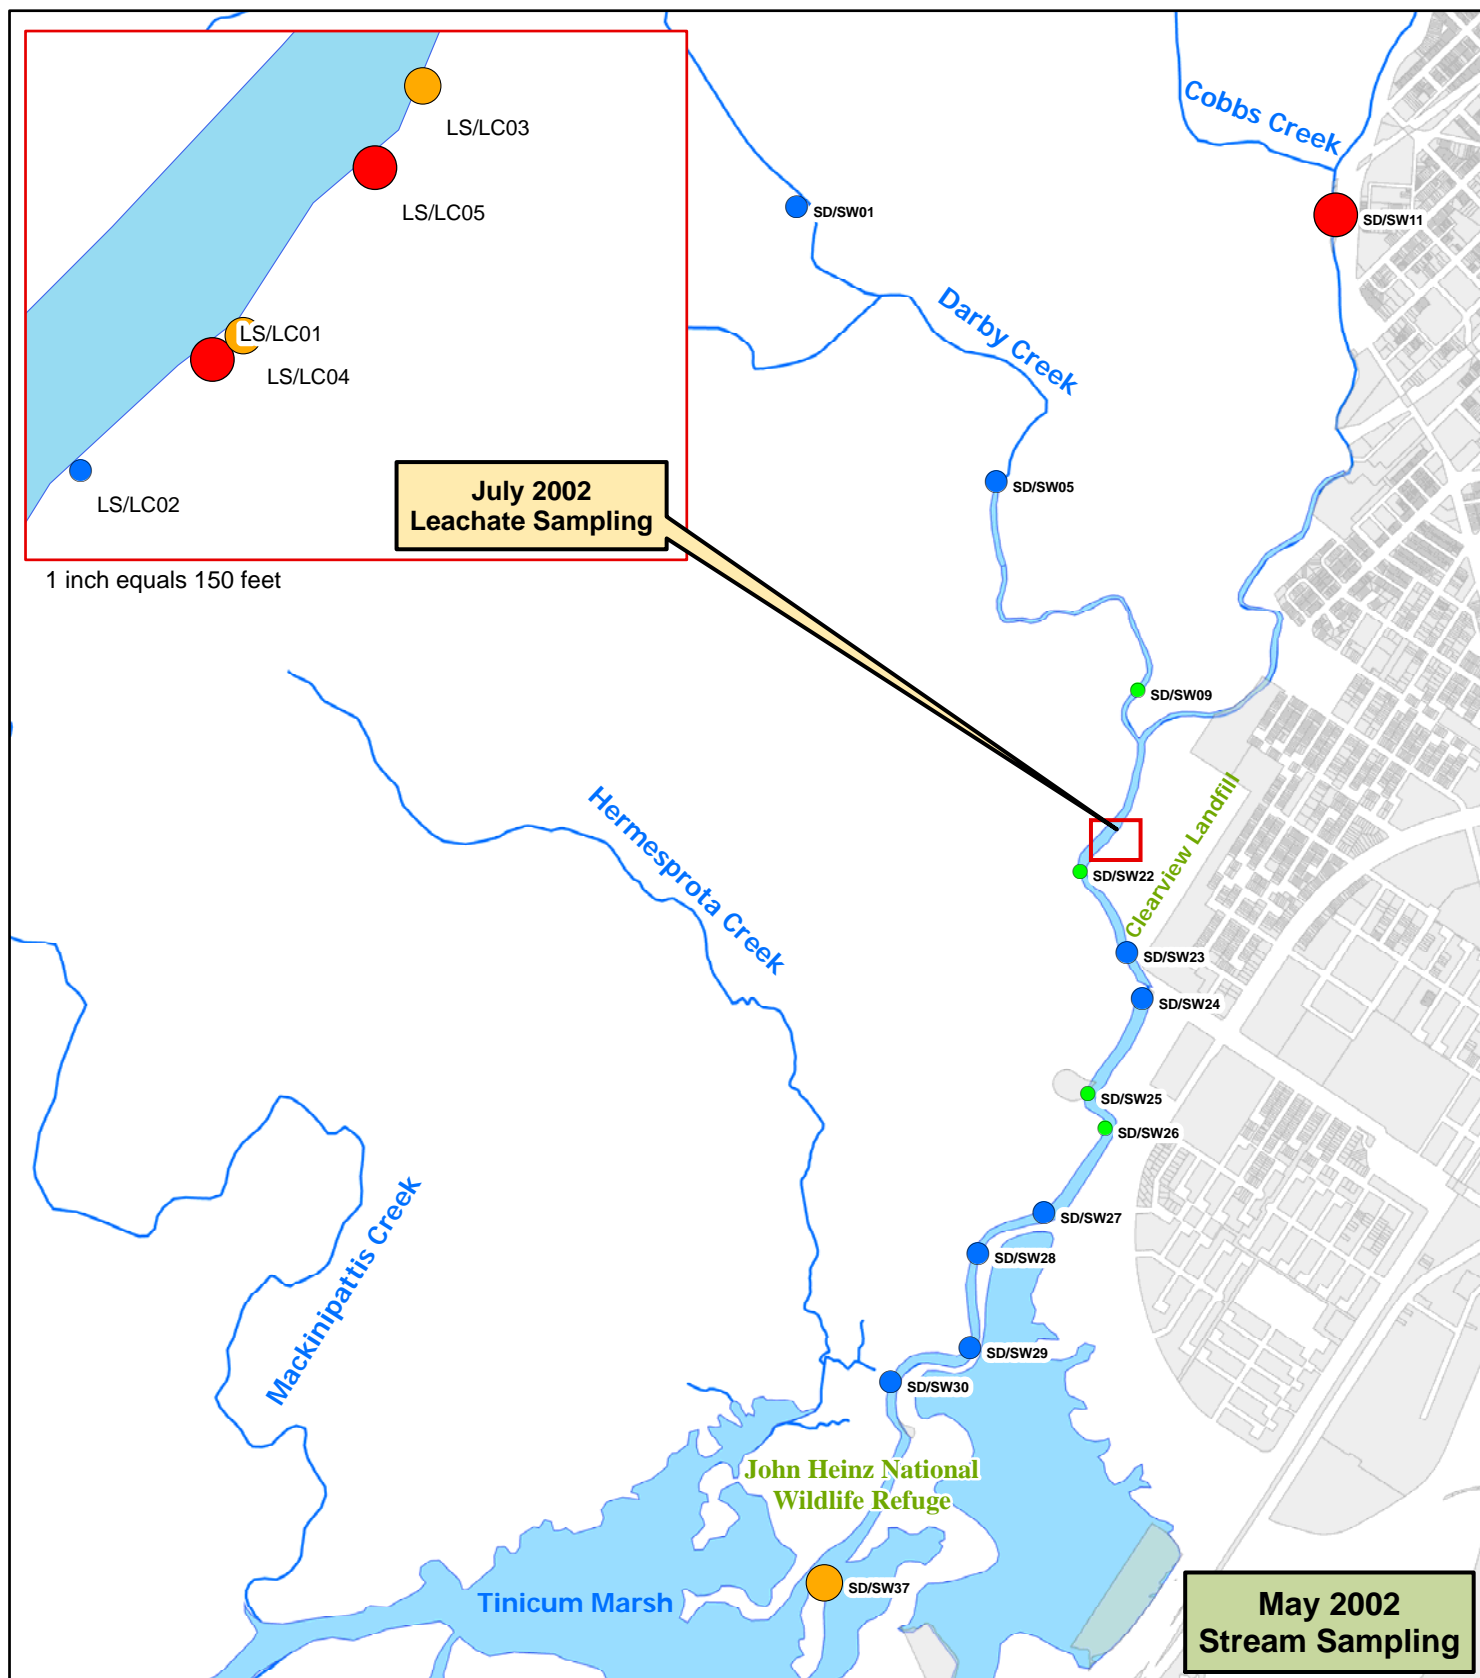 LS/LC03
LS/LC05
LS/LC01
LS/LC04
LS/LC02
July 2002
Leachate Sampling
1 inch equals 150 feet
Cobbs Creek
SD/SW01
SD/SW11
Darby Creek
SD/SW05
SD/SW09
Hermesprota Creek
Clearview Landfill
SD/SW22
SD/SW23
SD/SW24
SD/SW25
SD/SW26
Mackinipattis Creek
SD/SW27
SD/SW28
SD/SW29
SD/SW30
John Heinz National
Wildlife Refuge
SD/SW37
Tinicum Marsh
May 2002
Stream Sampling